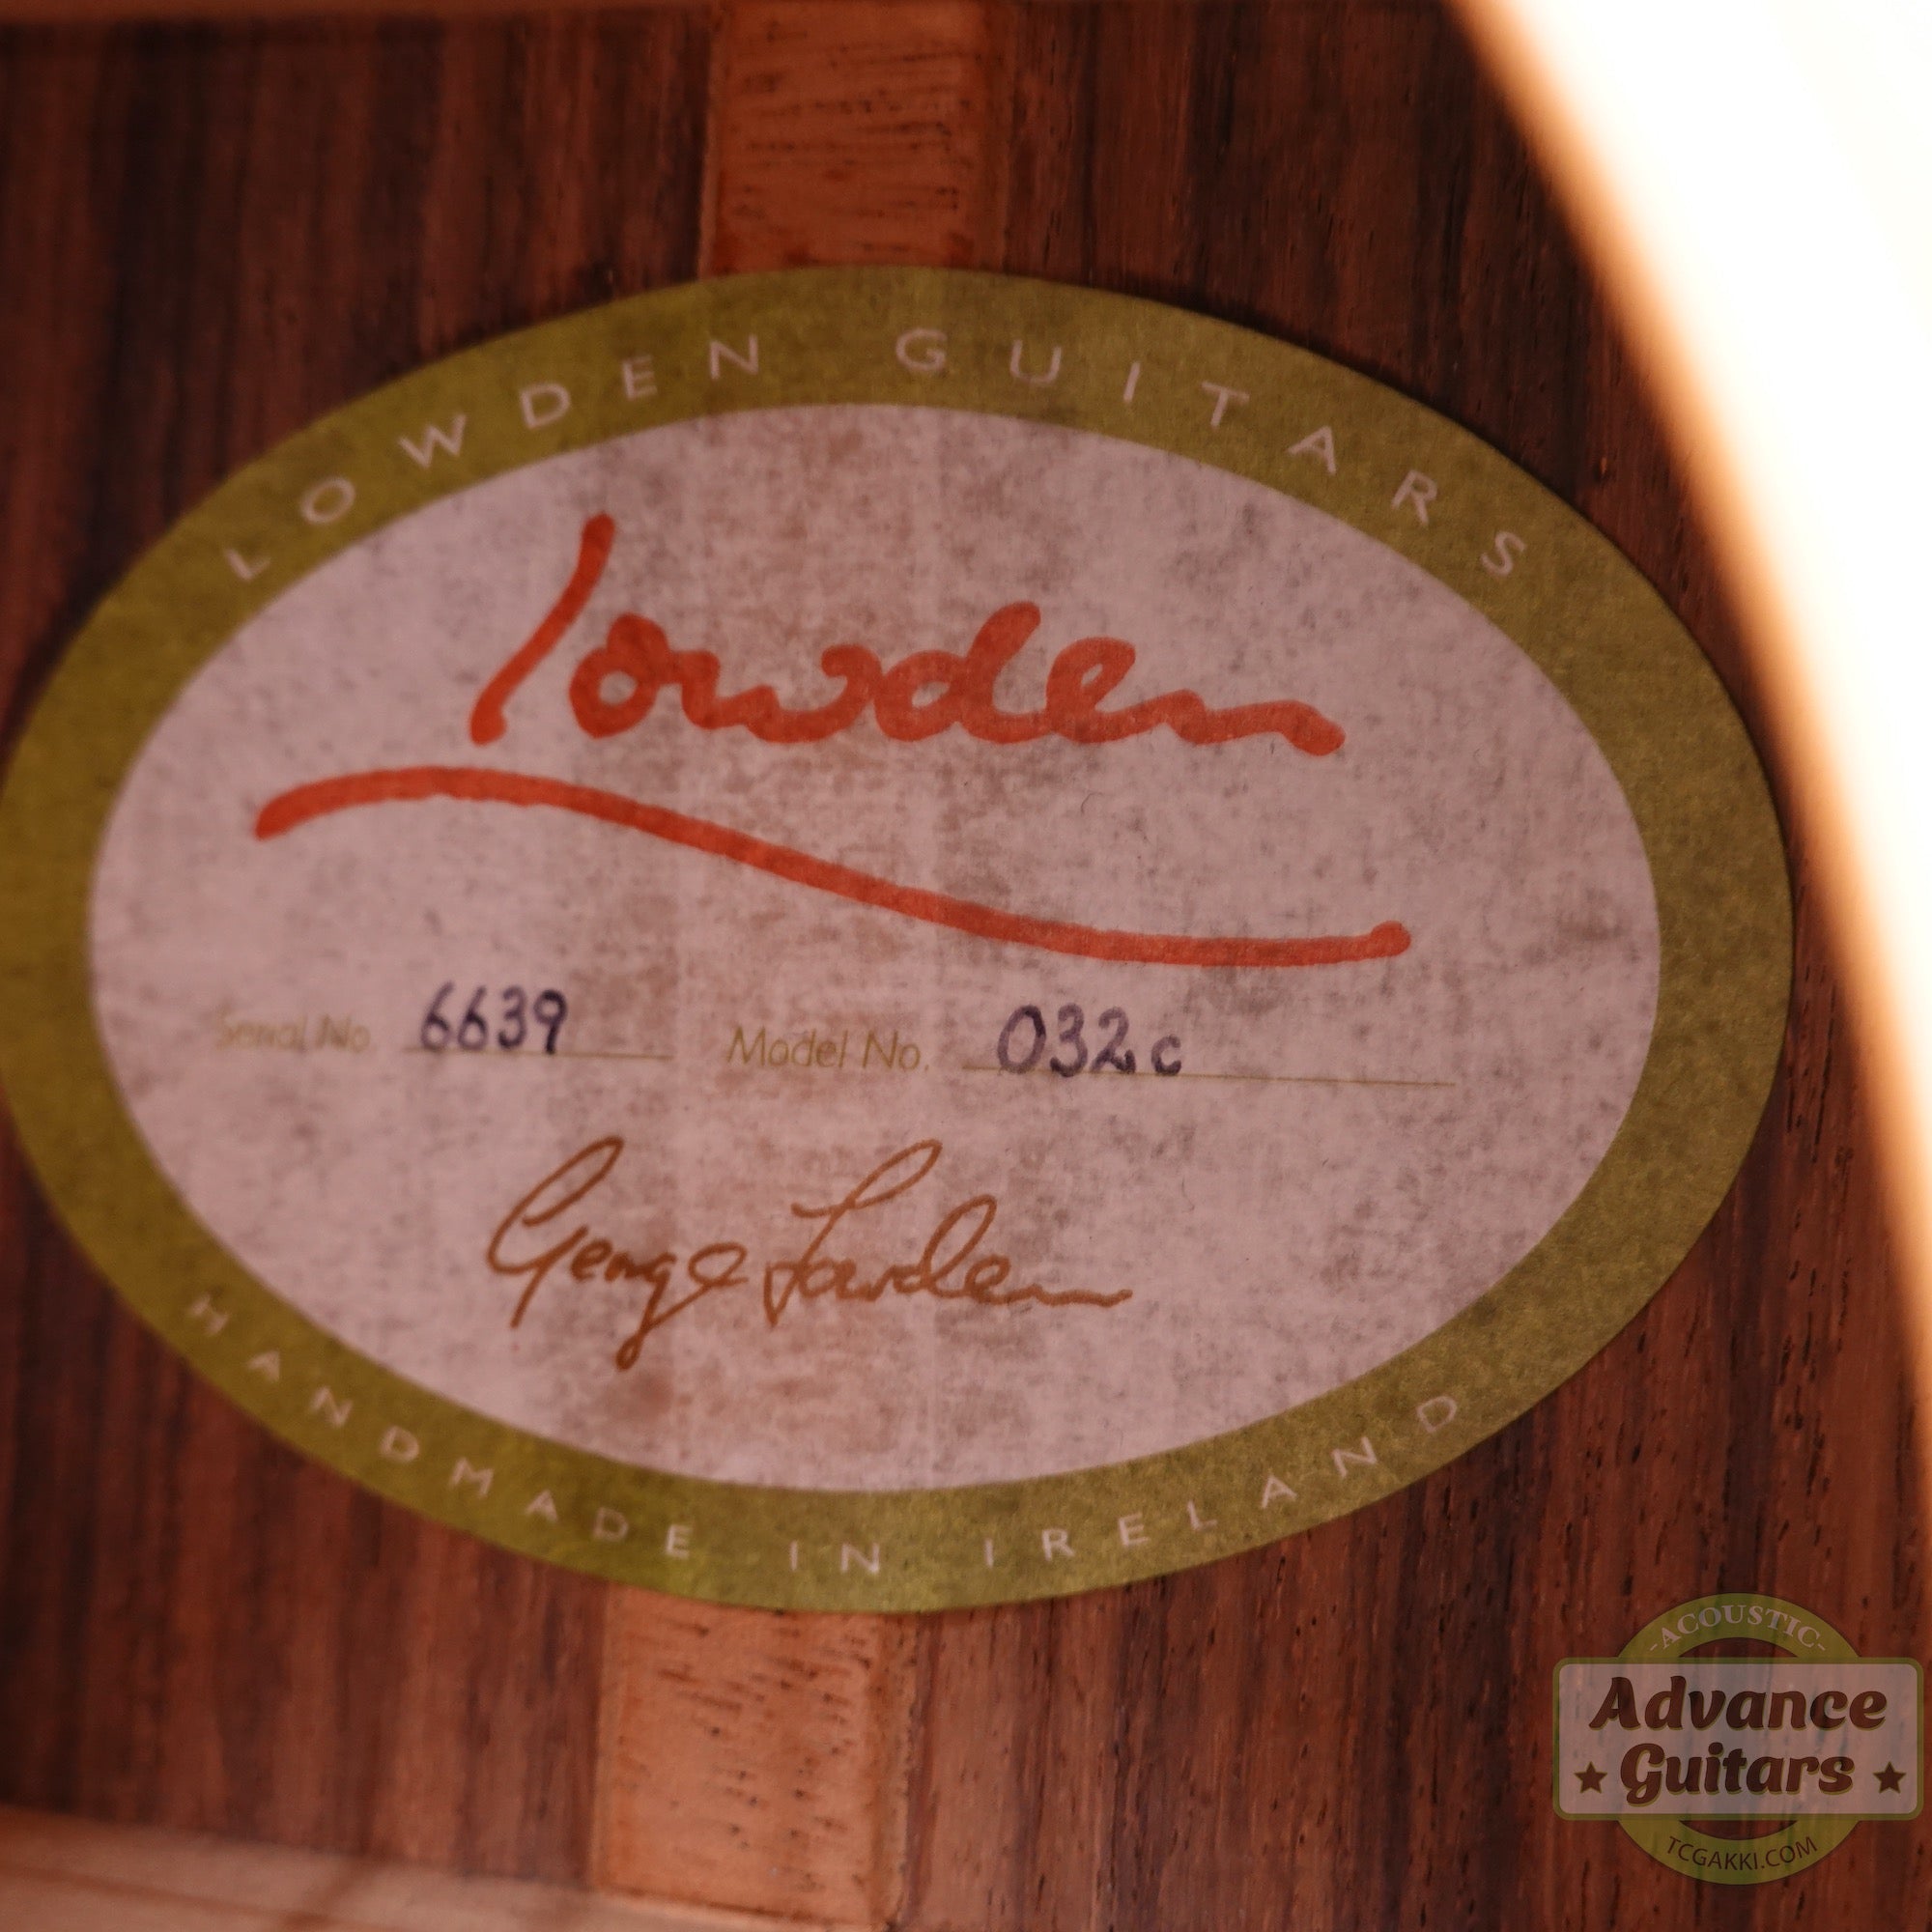 LOWDEN GUITARS
Lowden
Serial No. 6639 Model No. 032c
George Lowden
HANDMADE IN IRELAND
-ACOUSTIC-
Advance
Guitars
TCGAKKI.COM